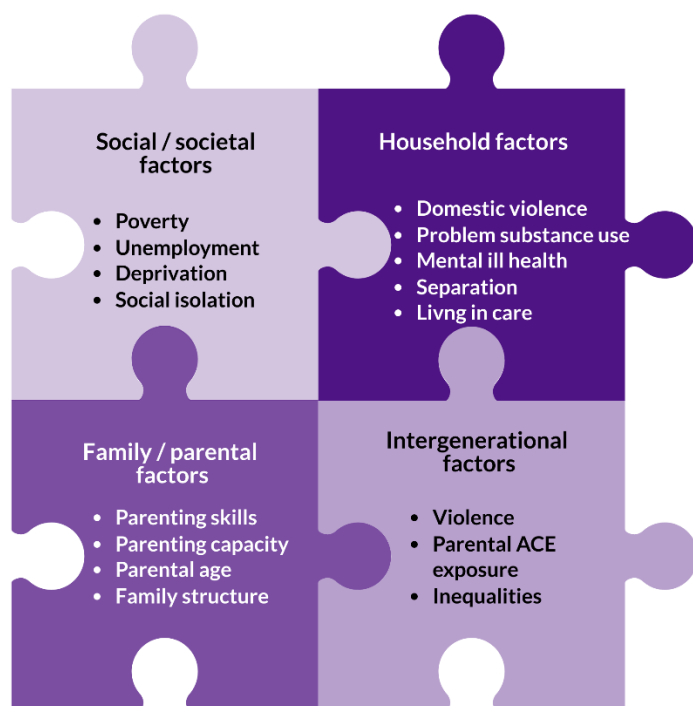 Social / societal
factors
• Poverty
• Unemployment
• Deprivation
• Social isolation
Household factors
• Domestic violence
• Problem substance use
• Mental ill health
• Separation
• Livng in care
Family / parental
factors
• Parenting skills
• Parenting capacity
• Parental age
• Family structure
Intergenerational
factors
• Violence
• Parental ACE
exposure
• Inequalities